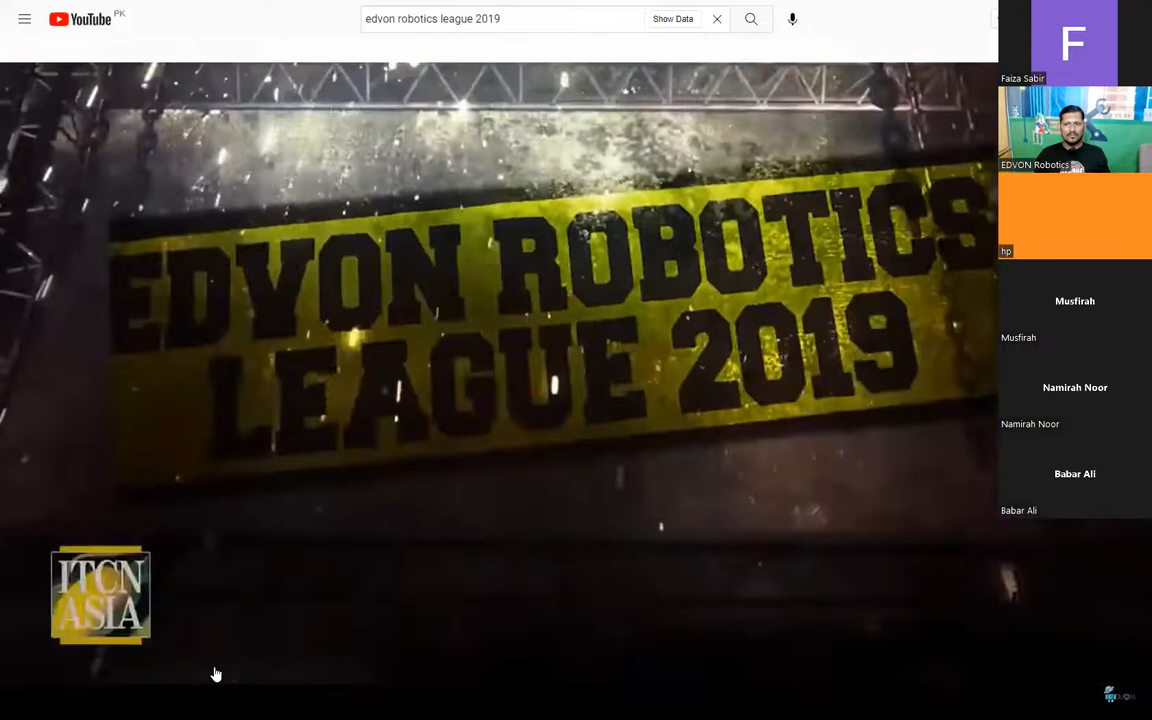 YouTube PK
edvon robotics league 2019
Show Data
F
Faiza Sabir
EDVON Robotics
hp
Musfirah
Musfirah
Namirah Noor
Namirah Noor
Babar Ali
Babar Ali
EDVON ROBOTICS
LEAGUE 2019
ITCN
ASIA